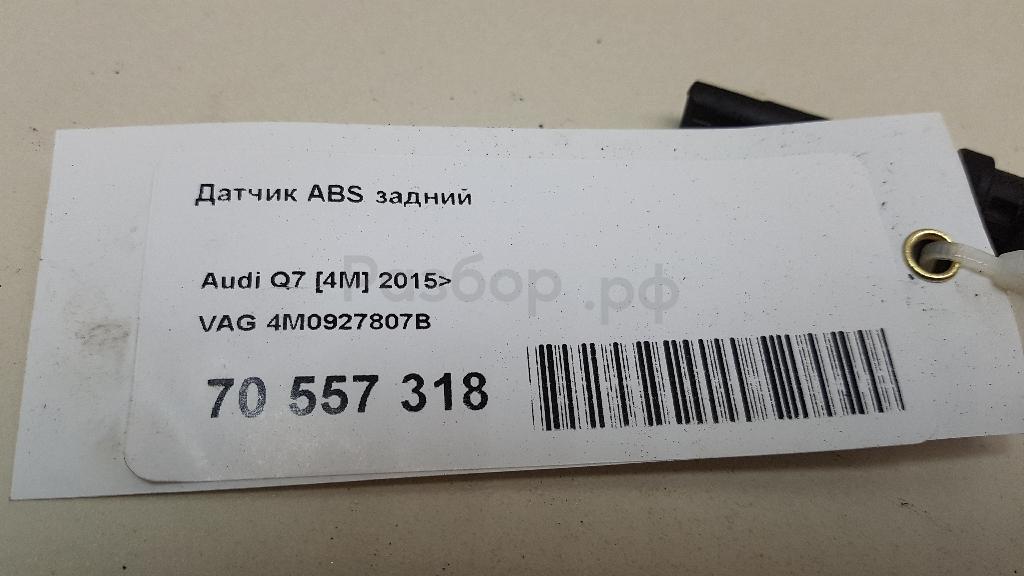 Датчик ABS задний
Audi Q7 [4M] 2015>
Разбор.рф
VAG 4M0927807B
70 557 318